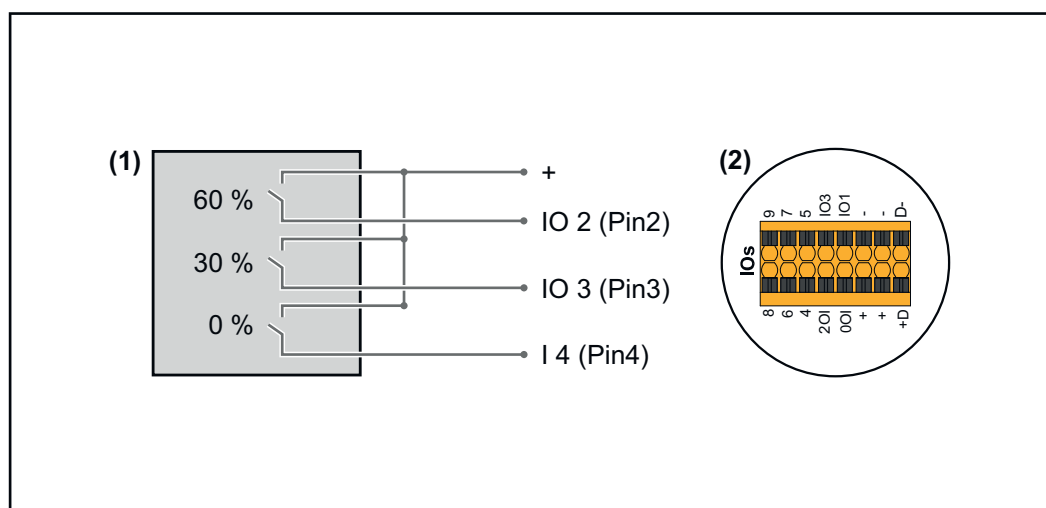 (1)
60 %
30 %
0 %
+
IO 2 (Pin2)
IO 3 (Pin3)
I 4 (Pin4)
(2)
IOs
9 7 5 IO3 IO1 - - D-
8 6 4 2OI 0OI + + +D